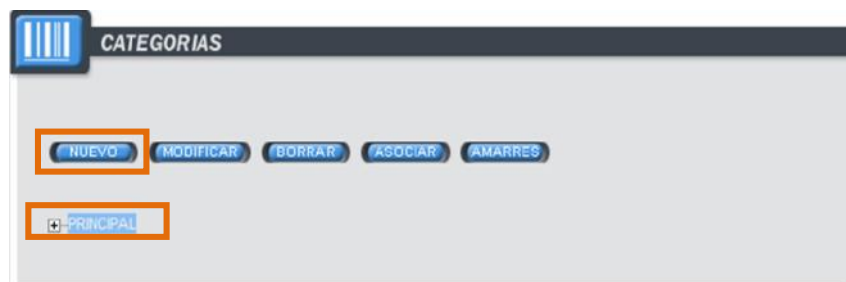 CATEGORIAS
NUEVO MODIFICAR BORRAR ASOCIAR AMARRES
PRINCIPAL